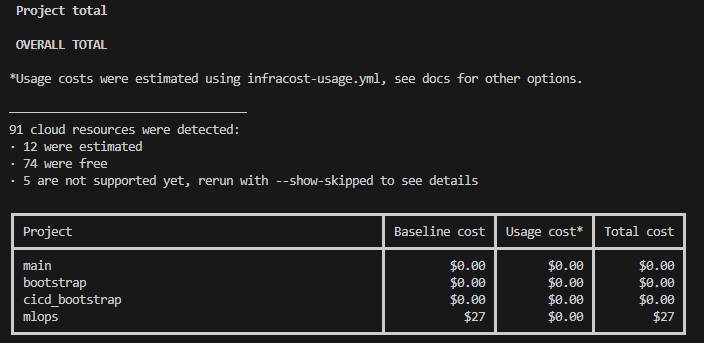 Project total
OVERALL TOTAL
*Usage costs were estimated using infracost-usage.yml, see docs for other options.
91 cloud resources were detected:
· 12 were estimated
· 74 were free
· 5 are not supported yet, rerun with --show-skipped to see details
Project Baseline cost Usage cost* Total cost
main $0.00 $0.00 $0.00
bootstrap $0.00 $0.00 $0.00
cicd_bootstrap $0.00 $0.00 $0.00
mlops $27 $0.00 $27